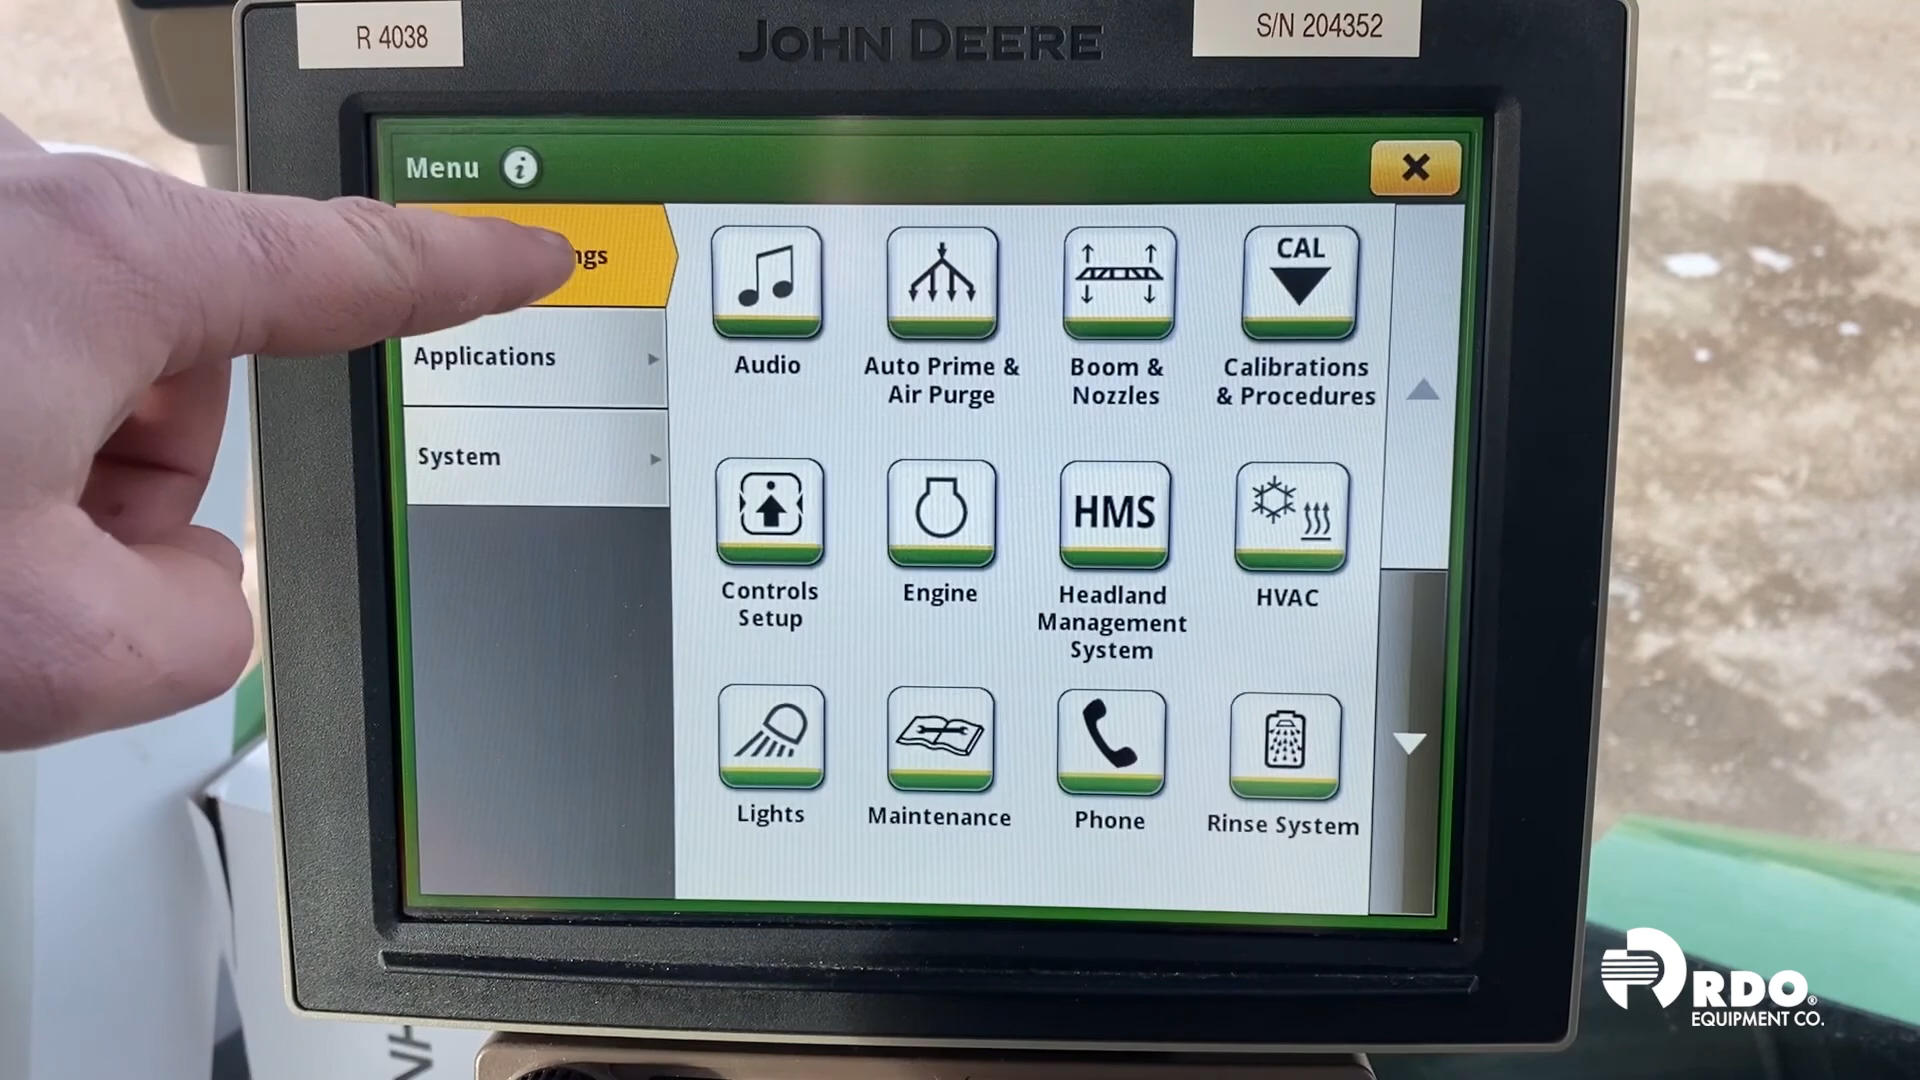 R 4038
JOHN DEERE
S/N 204352
Menu
Applications
System
Audio
Auto Prime &
Air Purge
Boom &
Nozzles
CAL
Calibrations
& Procedures
Controls
Setup
Engine
HMS
Headland
Management
System
HVAC
Lights
Maintenance
Phone
Rinse System
RDO®
EQUIPMENT CO.